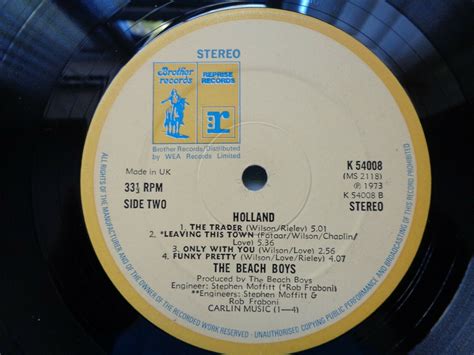 STEREO
Brother records
REPRISE RECORDS
r
Brother Records/Distributed
by WEA Records Limited
Made in UK
K 54008
(MS 2118)
33⅓ RPM
℗ 1973
SIDE TWO
K 54008 B
STEREO
HOLLAND
1. THE TRADER (Wilson/Rieley) 5.01
2. *LEAVING THIS TOWN (Fataar/Wilson/Chaplin/
Love) 5.36
3. ONLY WITH YOU (Wilson/Love) 2.56
4. FUNKY PRETTY (Wilson/Love/Rieley) 4.07
THE BEACH BOYS
Produced by The Beach Boys
Engineer: Stephen Moffitt (*Rob Fraboni)
**Engineers: Stephen Moffitt &
Rob Fraboni
CARLIN MUSIC (1—4)
ALL RIGHTS OF THE MANUFACTURER AND OF THE OWNER OF THE RECORDED WORK RESERVED - UNAUTHORISED COPYING PUBLIC PERFORMANCE AND BROADCASTING OF THIS RECORD PROHIBITED